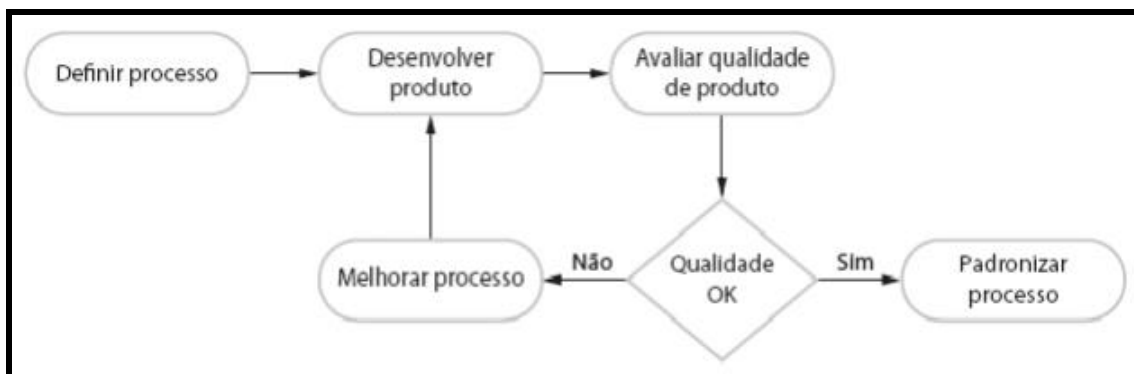 Definir processo
Desenvolver
produto
Avaliar qualidade
de produto
Melhorar processo
Não
Qualidade
OK
Sim
Padronizar
processo